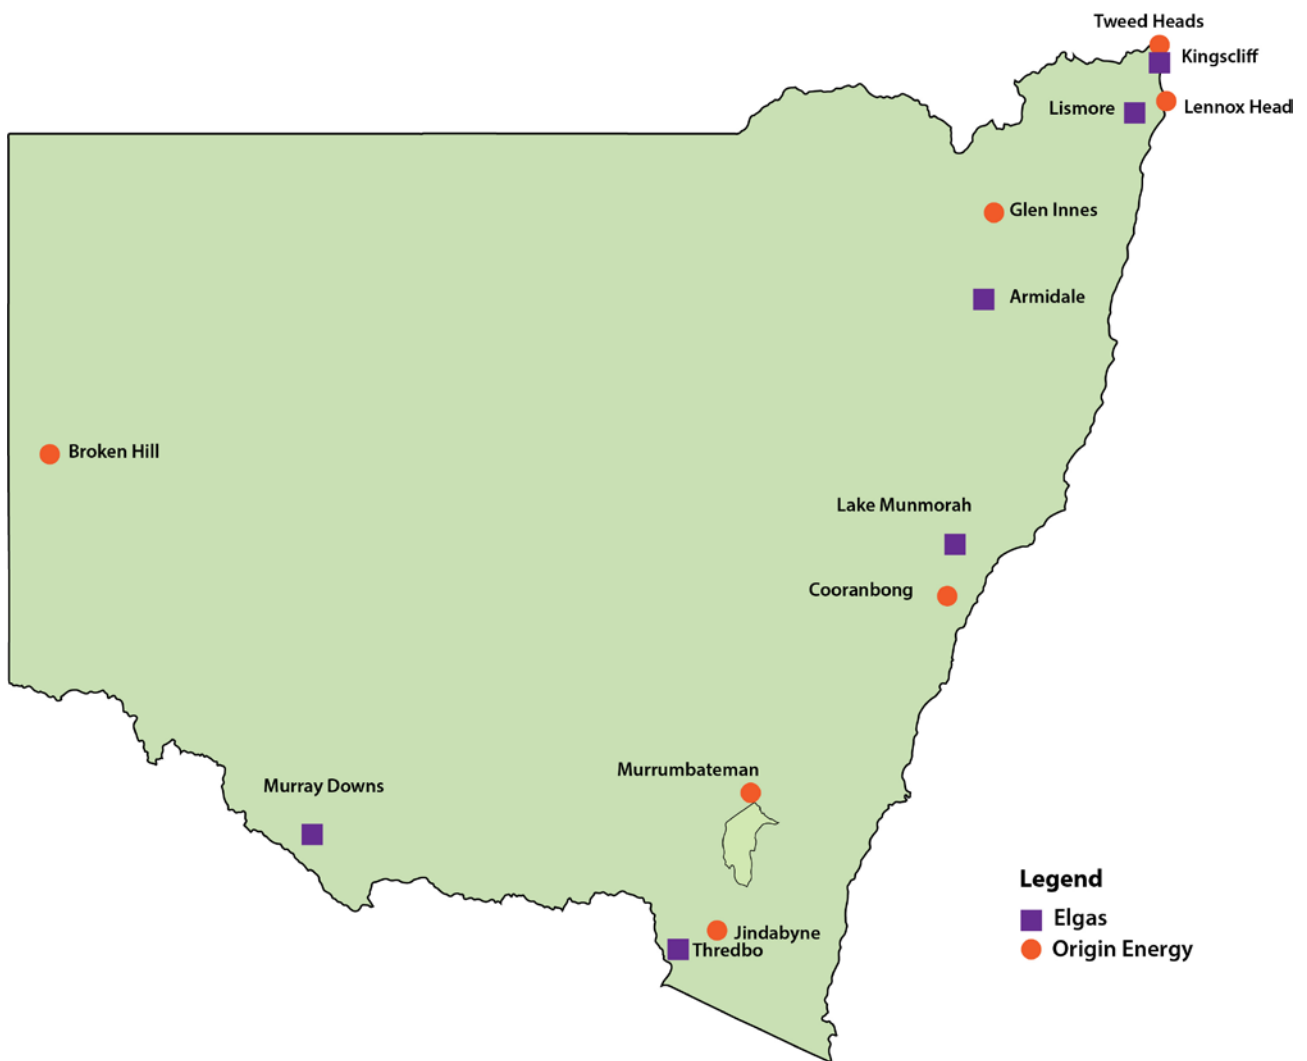 Tweed Heads
Kingscliff
Lismore
Lennox Head
Glen Innes
Armidale
Broken Hill
Lake Munmorah
Cooranbong
Murrumbateman
Murray Downs
Jindabyne
Thredbo
Legend
Elgas
Origin Energy